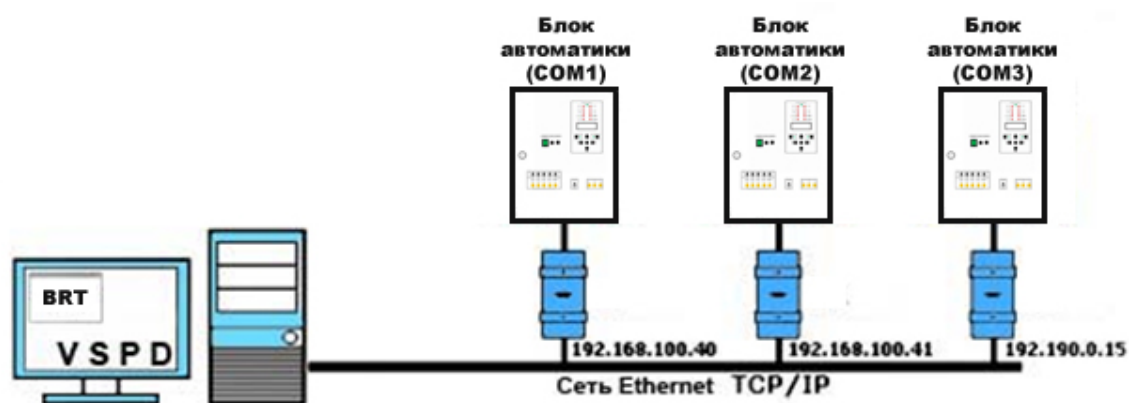 Блок
автоматики
(COM1)
Блок
автоматики
(COM2)
Блок
автоматики
(COM3)
BRT
VSPD
192.168.100.40
192.168.100.41
192.190.0.15
Сеть Ethernet TCP/IP